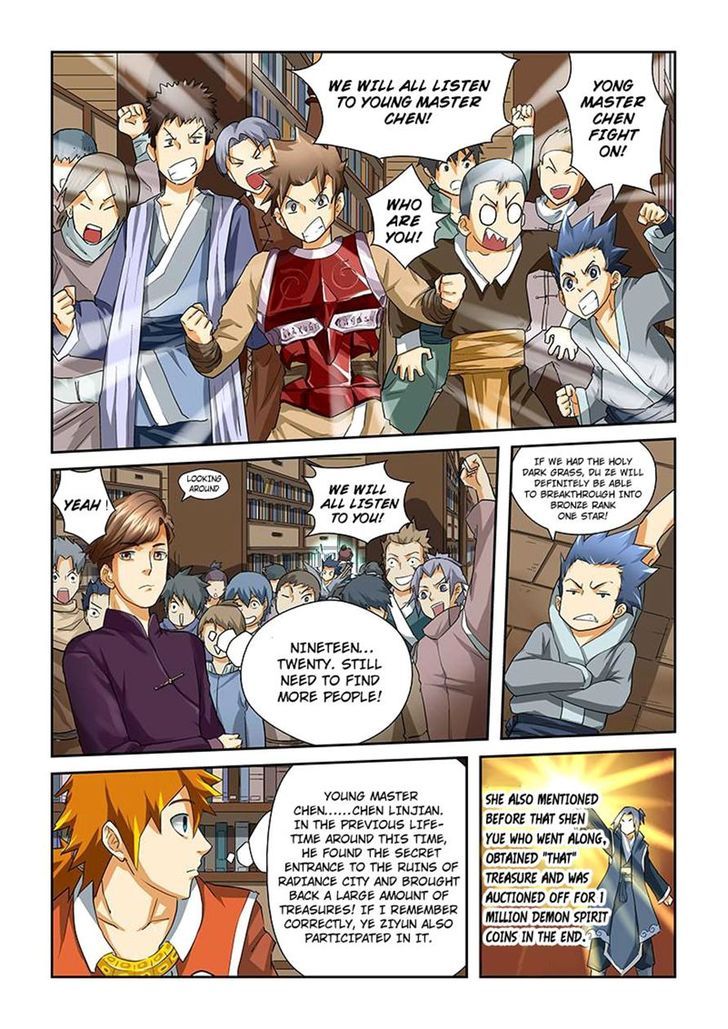 WE WILL ALL LISTEN
TO YOUNG MASTER
CHEN!
YONG
MASTER
CHEN
FIGHT
ON!
WHO
ARE
YOU!
YEAH!
LOOKING
AROUND
WE WILL
ALL LISTEN
TO YOU!
NINETEEN...
TWENTY. STILL
NEED TO FIND
MORE PEOPLE!
IF WE HAD THE HOLY
DARK GRASS, DU ZE WILL
DEFINITELY BE ABLE
TO BREAKTHROUGH INTO
BRONZE RANK
ONE STAR!
YOUNG MASTER
CHEN......CHEN LINJIAN.
IN THE PREVIOUS LIFE-
TIME AROUND THIS TIME,
HE FOUND THE SECRET
ENTRANCE TO THE RUINS OF
RADIANCE CITY AND BROUGHT
BACK A LARGE AMOUNT OF
TREASURES! IF I REMEMBER
CORRECTLY, YE ZIYUN ALSO
PARTICIPATED IN IT.
SHE ALSO MENTIONED
BEFORE THAT SHEN
YUE WHO WENT ALONG,
OBTAINED "THAT"
TREASURE AND WAS
AUCTIONED OFF FOR 1
MILLION DEMON SPIRIT
COINS IN THE END.